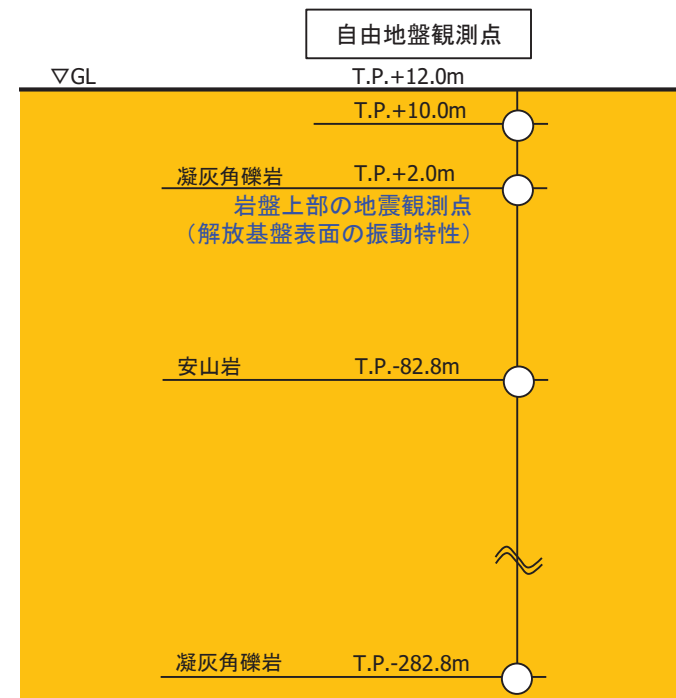 自由地盤観測点
▽GL T.P.+12.0m
T.P.+10.0m
凝灰角礫岩 T.P.+2.0m
岩盤上部の地震観測点
（解放基盤表面の振動特性）
安山岩 T.P.-82.8m
凝灰角礫岩 T.P.-282.8m